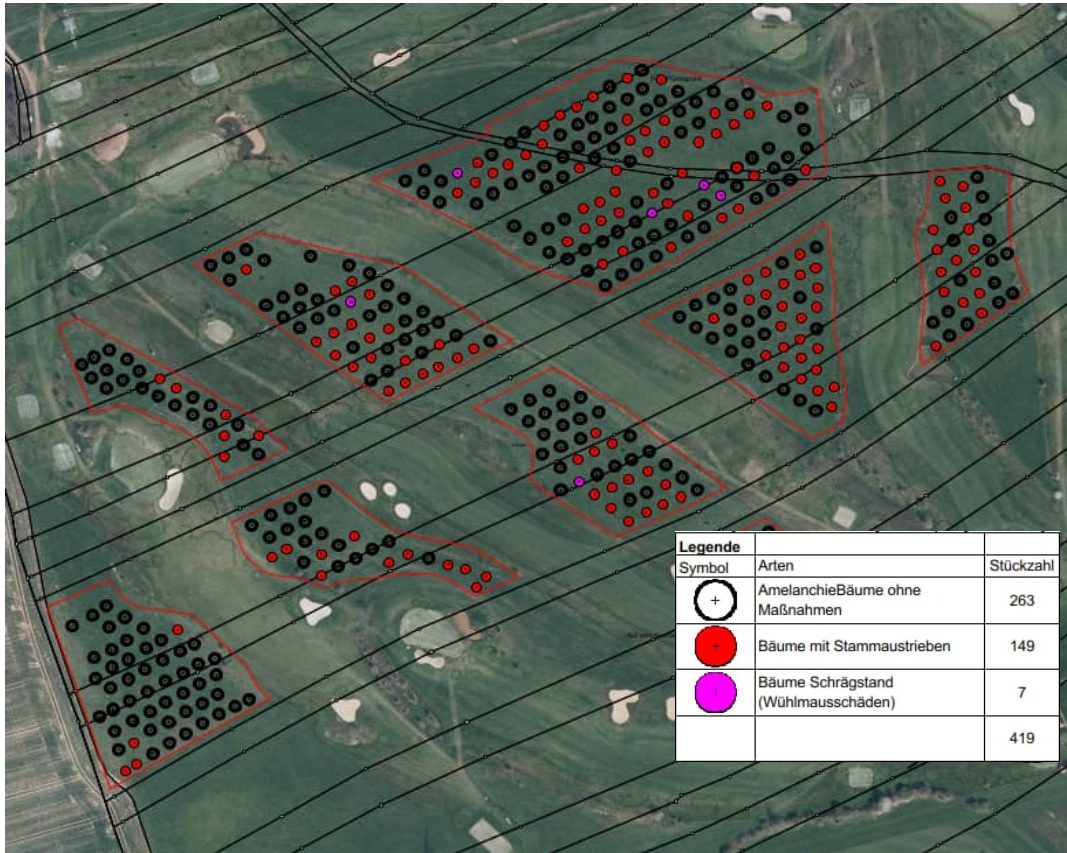 Legende
Symbol Arten Stückzahl
AmelanchieBäume ohne
Maßnahmen
263
Bäume mit Stammaustrieben 149
Bäume Schrägstand
(Wühlmausschäden)
7
419